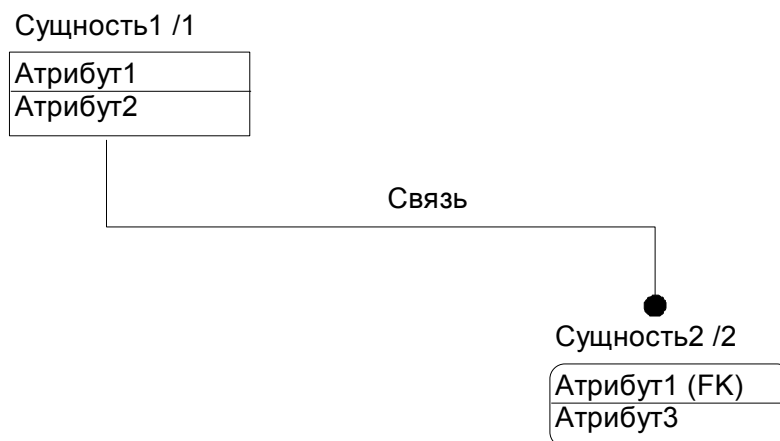 Сущность1 /1
Атрибут1
Атрибут2
Связь
Сущность2 /2
Атрибут1 (FK)
Атрибут3